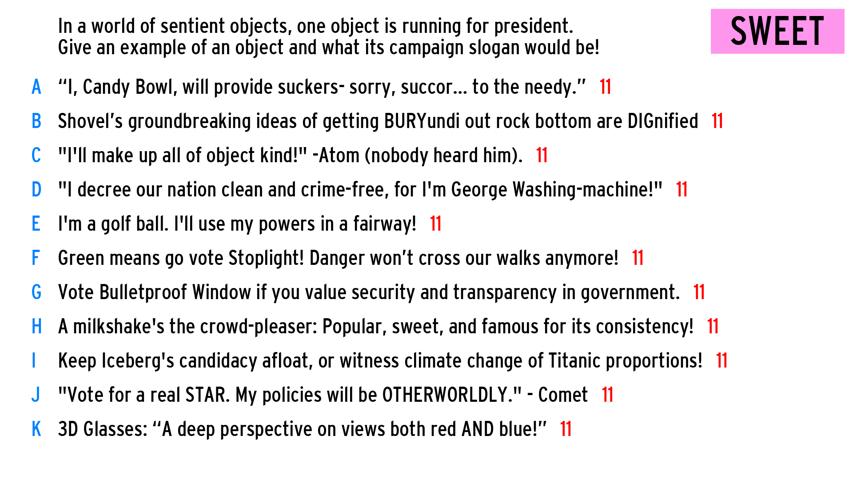 In a world of sentient objects, one object is running for president.
Give an example of an object and what its campaign slogan would be!
SWEET
A “I, Candy Bowl, will provide suckers- sorry, succor... to the needy.” 11
B Shovel’s groundbreaking ideas of getting BURYundi out rock bottom are DIGnified 11
C "I'll make up all of object kind!" -Atom (nobody heard him). 11
D "I decree our nation clean and crime-free, for I'm George Washing-machine!" 11
E I'm a golf ball. I'll use my powers in a fairway! 11
F Green means go vote Stoplight! Danger won’t cross our walks anymore! 11
G Vote Bulletproof Window if you value security and transparency in government. 11
H A milkshake's the crowd-pleaser: Popular, sweet, and famous for its consistency! 11
I Keep Iceberg's candidacy afloat, or witness climate change of Titanic proportions! 11
J "Vote for a real STAR. My policies will be OTHERWORLDLY." - Comet 11
K 3D Glasses: “A deep perspective on views both red AND blue!” 11